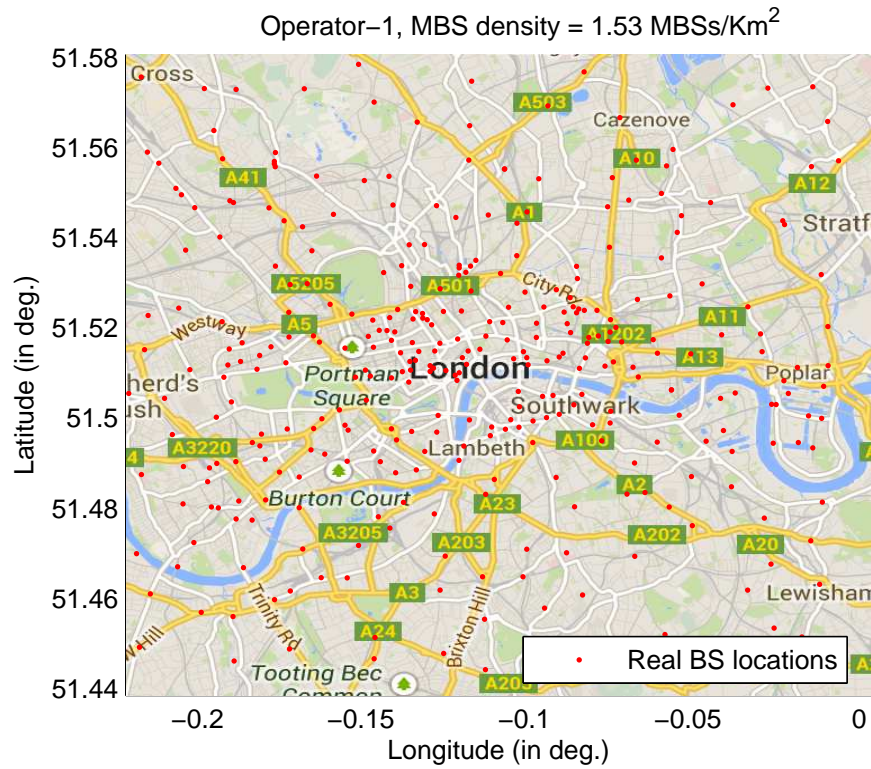 Operator−1, MBS density = 1.53 MBSs/Km²
51.58
51.56
51.54
51.52
51.5
51.48
51.46
51.44
Latitude (in deg.)
Cross
A503
Cazenove
A10
A41
A12
A1
Stratf
A5205
A501
City Rd
Westway
A5
A1202
A11
A13
London
Portman
Square
herd's
ush
Poplar
Southwark
A3220
Lambeth
A100
4
Burton Court
A2
A23
A3205
A203
A202
A20
Trinity Rd
A3
Lewisham
Brixton Hill
W Hill
A24
Tooting Bec
Common
A205
Real BS locations
−0.2
−0.15
−0.1
−0.05
0
Longitude (in deg.)